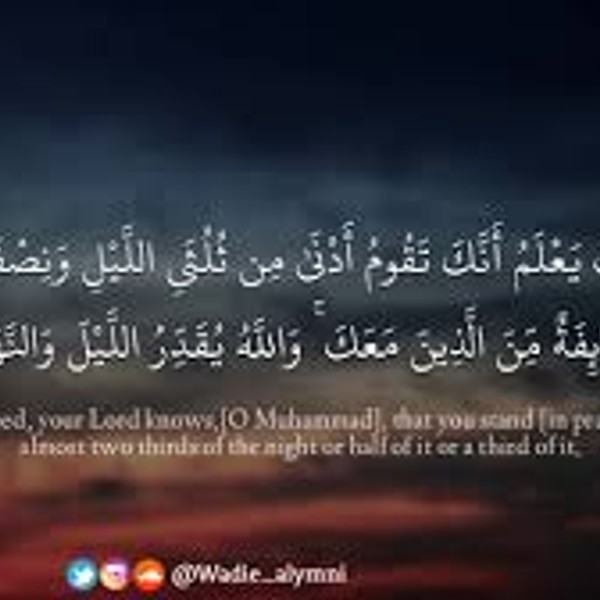 يَعْلَمُ أَنَّكَ تَقُومُ أَدْنَىٰ مِن ثُلُثَيِ اللَّيْلِ وَنِصْفَ
مِّنَ الَّذِينَ مَعَكَ ۚ وَاللَّهُ يُقَدِّرُ اللَّيْلَ
your Lord knows,[O Muhammad], that you stand [in
almost two thirds of the night or half of it or a third of it,
@Wadie_alymni